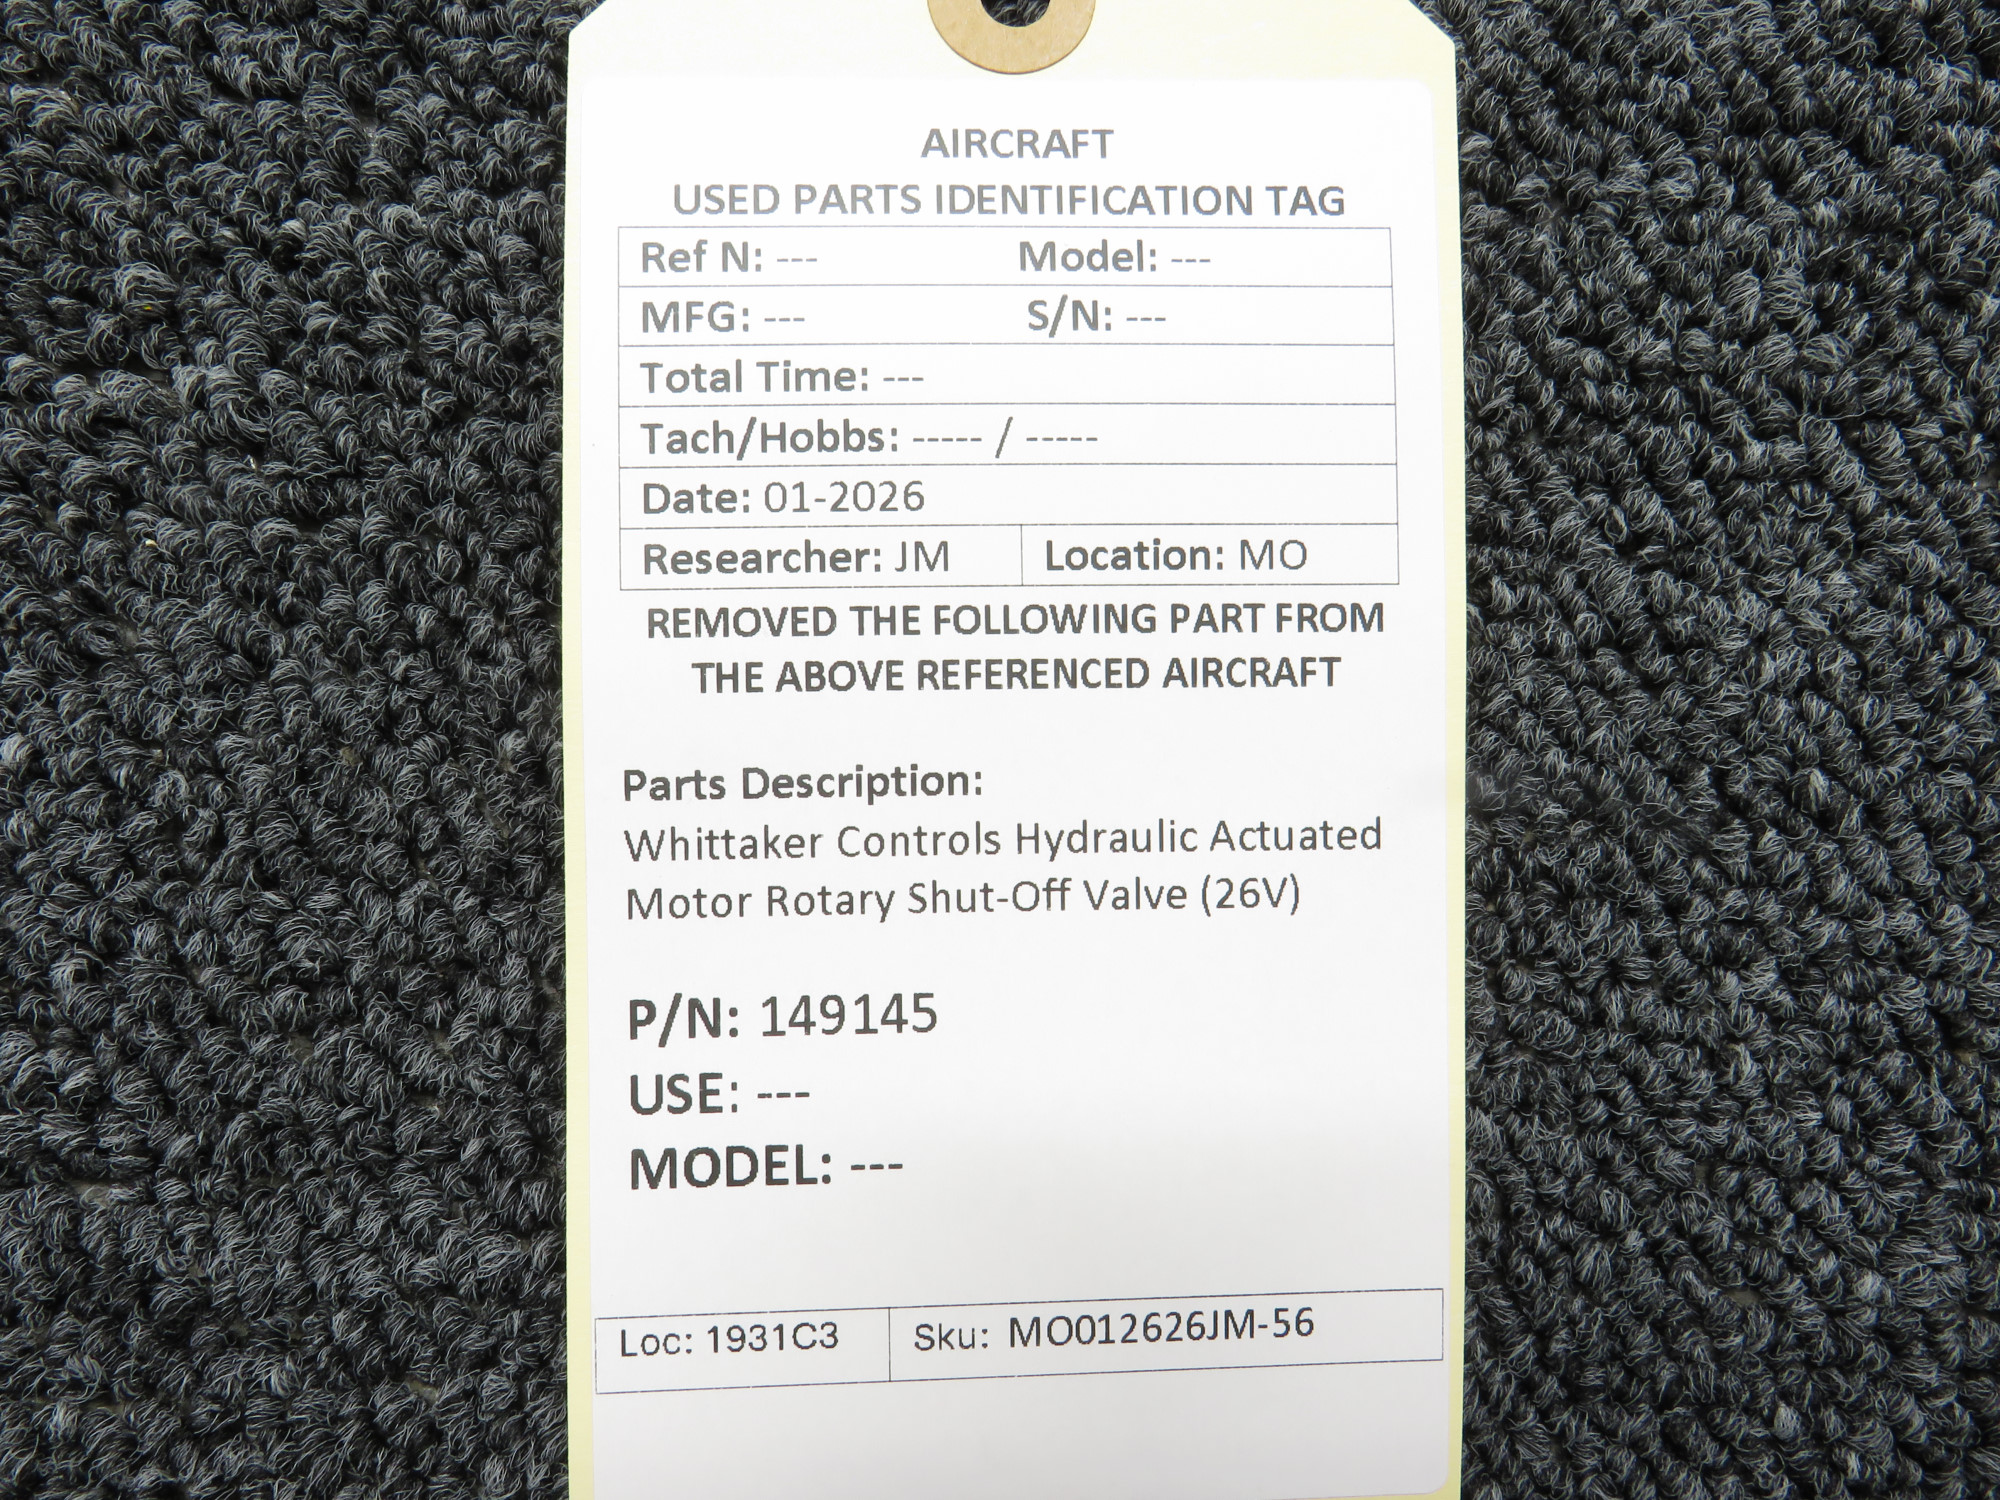 AIRCRAFT
USED PARTS IDENTIFICATION TAG
Ref N: --- Model: ---
MFG: --- S/N: ---
Total Time: ---
Tach/Hobbs: ----- / -----
Date: 01-2026
Researcher: JM Location: MO
REMOVED THE FOLLOWING PART FROM
THE ABOVE REFERENCED AIRCRAFT
Parts Description:
Whittaker Controls Hydraulic Actuated
Motor Rotary Shut-Off Valve (26V)
P/N: 149145
USE: ---
MODEL: ---
Loc: 1931C3 Sku: MO012626JM-56